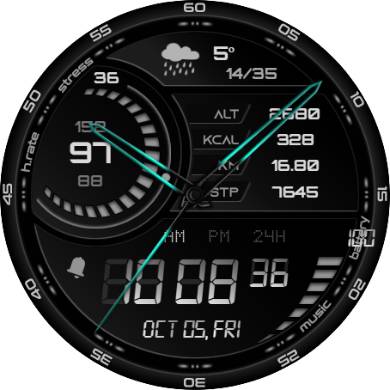 60
05
10
15
20
25
30
35
40
45
50
55
stress
36
h.rate
97
88
5°
14/35
ALT 2680
KCAL 328
KM 16.80
STP 7645
AM PM 24H
10 08 38
OCT 05, FRI
battery
music